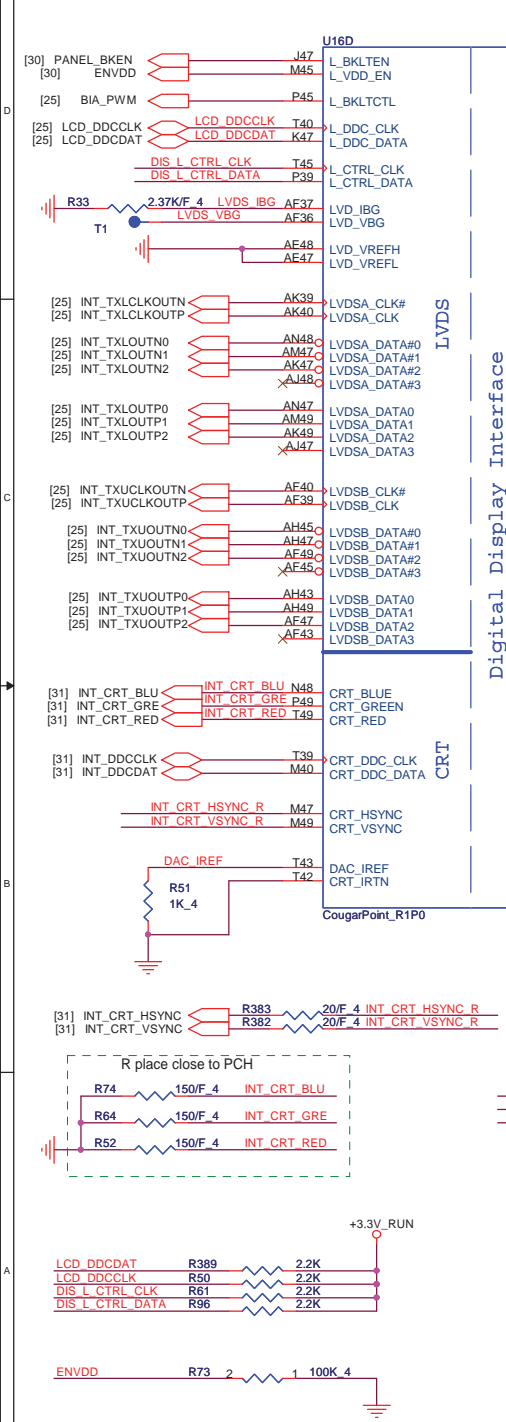 U16D
[30] PANEL_BKEN J47 L_BKLTEN
[30] ENVDD M45 L_VDD_EN
D
[25] BIA_PWM P45 L_BKLTCTL
[25] LCD_DDCCLK LCD_DDCCLK T40 L_DDC_CLK
[25] LCD_DDCDAT LCD_DDCDAT K47 L_DDC_DATA
DIS_L_CTRL_CLK T45 L_CTRL_CLK
DIS_L_CTRL_DATA P39 L_CTRL_DATA
R33 2.37K/F_4 LVDS_IBG AF37 LVD_IBG
T1 LVDS_VBG AF36 LVD_VBG
AE48 LVD_VREFH
AE47 LVD_VREFL
[25] INT_TXLCLKOUTN AK39 LVDSA_CLK#
[25] INT_TXLCLKOUTP AK40 LVDSA_CLK
LVDS
[25] INT_TXLOUTN0 AN48 LVDSA_DATA#0
[25] INT_TXLOUTN1 AM47 LVDSA_DATA#1
[25] INT_TXLOUTN2 AK47 LVDSA_DATA#2
AJ48 LVDSA_DATA#3
[25] INT_TXLOUTP0 AN47 LVDSA_DATA0
[25] INT_TXLOUTP1 AM49 LVDSA_DATA1
[25] INT_TXLOUTP2 AK49 LVDSA_DATA2
AJ47 LVDSA_DATA3
Digital Display Interface
C
[25] INT_TXUCLKOUTN AF40 LVDSB_CLK#
[25] INT_TXUCLKOUTP AF39 LVDSB_CLK
[25] INT_TXUOUTN0 AH45 LVDSB_DATA#0
[25] INT_TXUOUTN1 AH47 LVDSB_DATA#1
[25] INT_TXUOUTN2 AF49 LVDSB_DATA#2
AF45 LVDSB_DATA#3
[25] INT_TXUOUTP0 AH43 LVDSB_DATA0
[25] INT_TXUOUTP1 AH49 LVDSB_DATA1
[25] INT_TXUOUTP2 AF47 LVDSB_DATA2
AF43 LVDSB_DATA3
[31] INT_CRT_BLU INT_CRT_BLU N48 CRT_BLUE
[31] INT_CRT_GRE INT_CRT_GRE P49 CRT_GREEN
[31] INT_CRT_RED INT_CRT_RED T49 CRT_RED
CRT
[31] INT_DDCCLK T39 CRT_DDC_CLK
[31] INT_DDCDAT M40 CRT_DDC_DATA
INT_CRT_HSYNC_R M47 CRT_HSYNC
INT_CRT_VSYNC_R M49 CRT_VSYNC
DAC_IREF T43 DAC_IREF
T42 CRT_IRTN
B
R51
1K_4
CougarPoint_R1P0
[31] INT_CRT_HSYNC R383 20/F_4 INT_CRT_HSYNC_R
[31] INT_CRT_VSYNC R382 20/F_4 INT_CRT_VSYNC_R
R place close to PCH
R74 150/F_4 INT_CRT_BLU
R64 150/F_4 INT_CRT_GRE
R52 150/F_4 INT_CRT_RED
+3.3V_RUN
A
LCD_DDCDAT R389 2.2K
LCD_DDCCLK R50 2.2K
DIS_L_CTRL_CLK R61 2.2K
DIS_L_CTRL_DATA R96 2.2K
ENVDD R73 2 1 100K_4